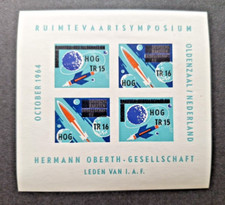 RUIMTEVAARTSYMPOSIUM
OCTOBER 1964
OLDENZAAL / NEDERLAND
HOG
TR 15
TR 16
HOG
TR 16
HOG
HOG
TR 15
HERMANN OBERTH-GESELLSCHAFT
LEDEN VAN I.A.F.